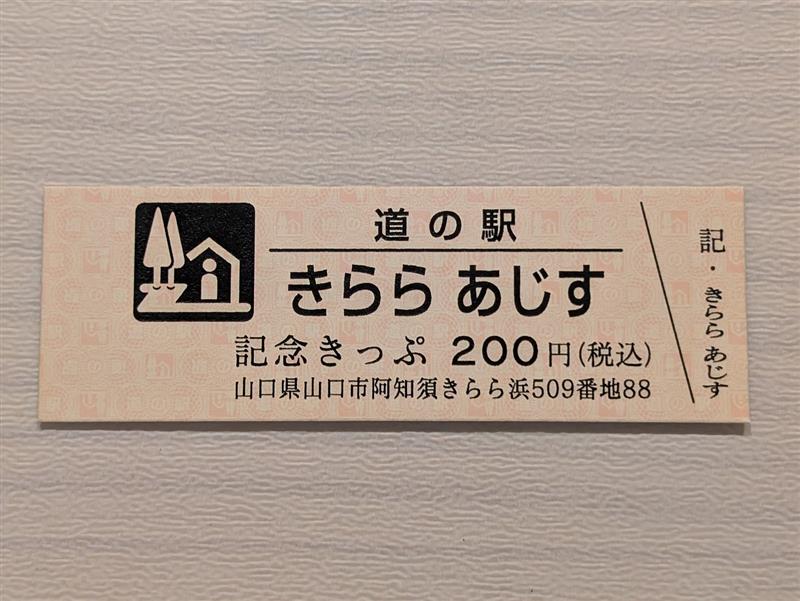 道の駅
きらら あじす
記念きっぷ 200円(税込)
山口県山口市阿知須きらら浜509番地88
記・きらら あじす